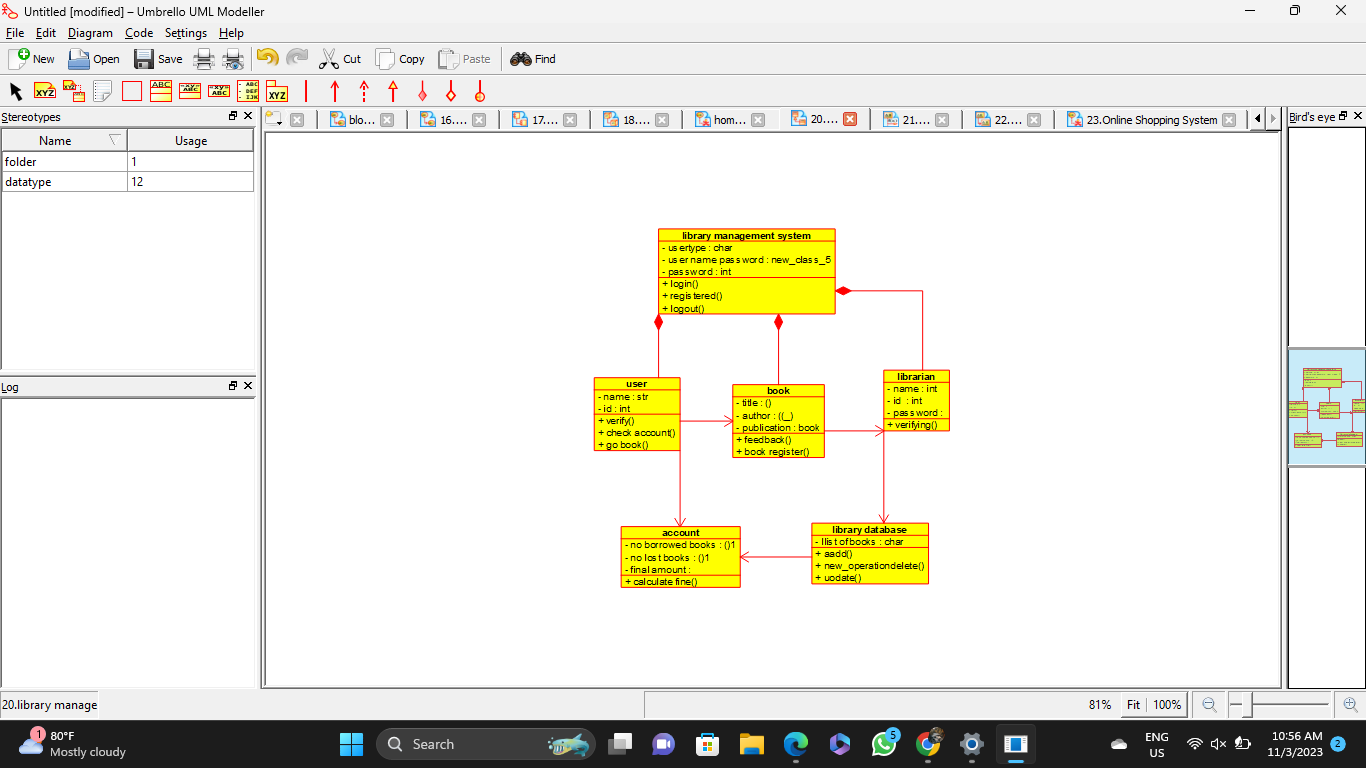 Untitled [modified] – Umbrello UML Modeller
File Edit Diagram Code Settings Help
New Open Save Cut Copy Paste Find
Stereotypes
Name Usage
folder 1
datatype 12
Log
blo... 16.... 17.... 18.... hom... 20.... 21.... 22.... 23.Online Shopping System
Bird's eye
library management system
- usertype : char
- user name password : new_class_5
- password : int
+ login()
+ registered()
+ logout()
user
- name : str
- id : int
+ verify()
+ check account()
+ go book()
book
- title : ()
- author : ((_)
- publication : book
+ feedback()
+ book register()
librarian
- name : int
- id : int
- password :
+ verifying()
account
- no borrowed books : ()1
- no lost books : ()1
- final amount :
+ calculate fine()
library database
- llist of books : char
+ aadd()
+ new_operationdelete()
+ uodate()
20.library manage
81% Fit 100%
1
80°F
Mostly cloudy
Search
5
ENG
US
10:56 AM
11/3/2023
2